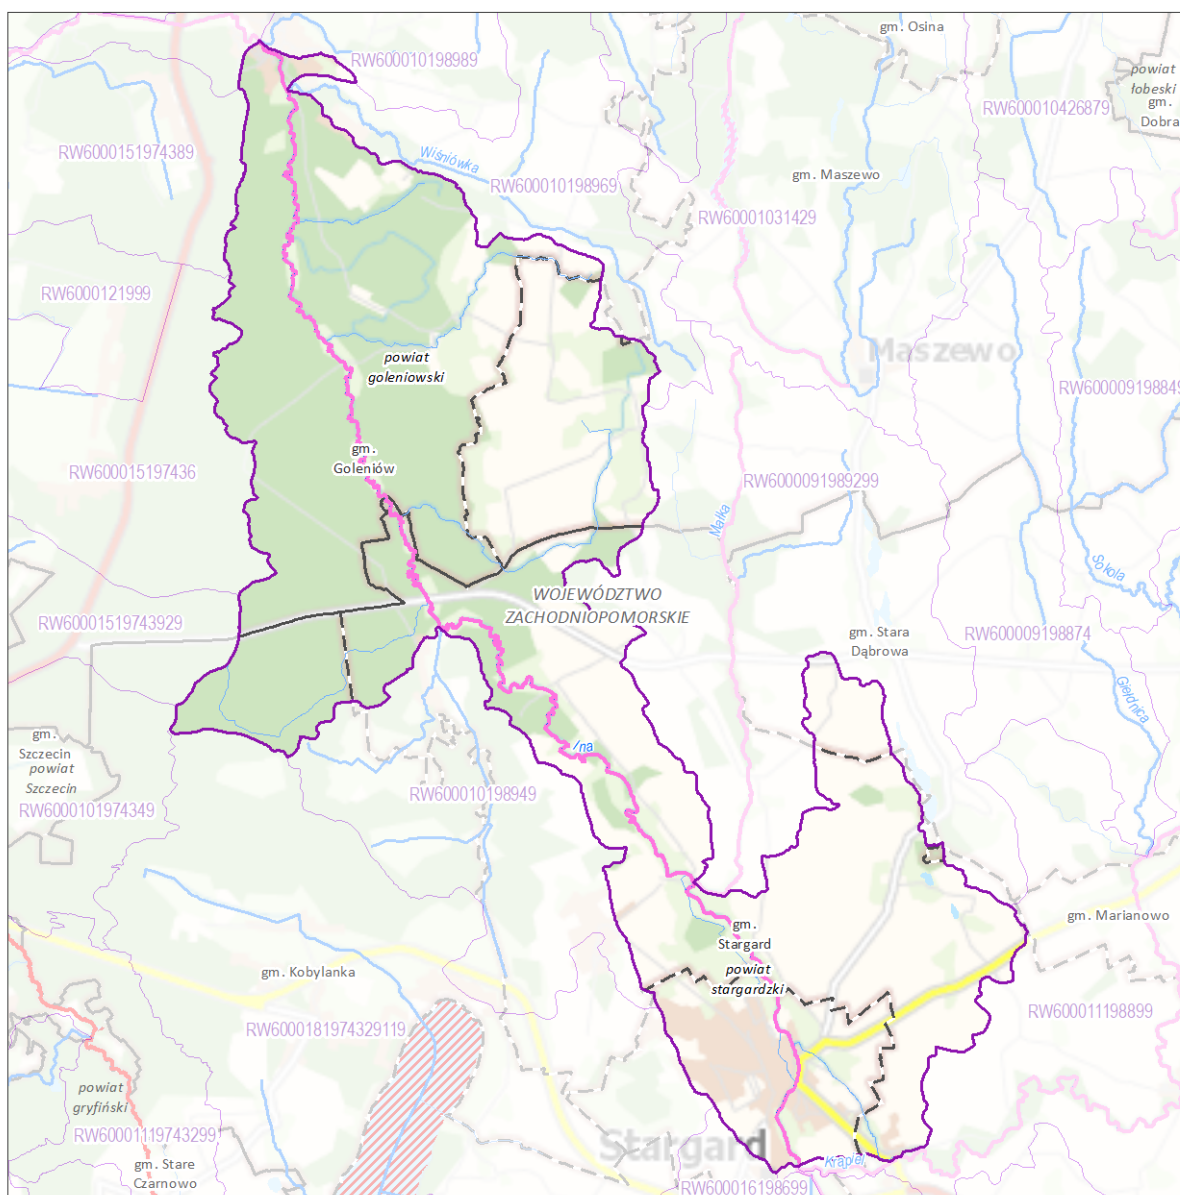 gm. Osina
RW600010198989
powiat
łobeski
gm.
Dobra
RW600010426879
RW6000151974389
Wiśniówka
gm. Maszewo
RW600010198969
RW60001031429
RW6000121999
Maszewo
powiat
goleniowski
RW600009198849
gm.
Goleniów
RW600015197436
RW6000091989299
Małka
Sokola
WOJEWÓDZTWO
ZACHODNIOPOMORSKIE
RW60001519743929
gm. Stara
Dąbrowa
RW600009198874
Giełdnica
gm.
Szczecin
powiat
Szczecin
Ina
RW6000101974349
RW600010198949
gm. Marianowo
gm.
Stargard
powiat
stargardzki
gm. Kobylanka
RW600011198899
RW6000181974329119
powiat
gryfiński
RW60001119743299
Stargard
gm. Stare
Czarnowo
Krąpiel
RW600016198699